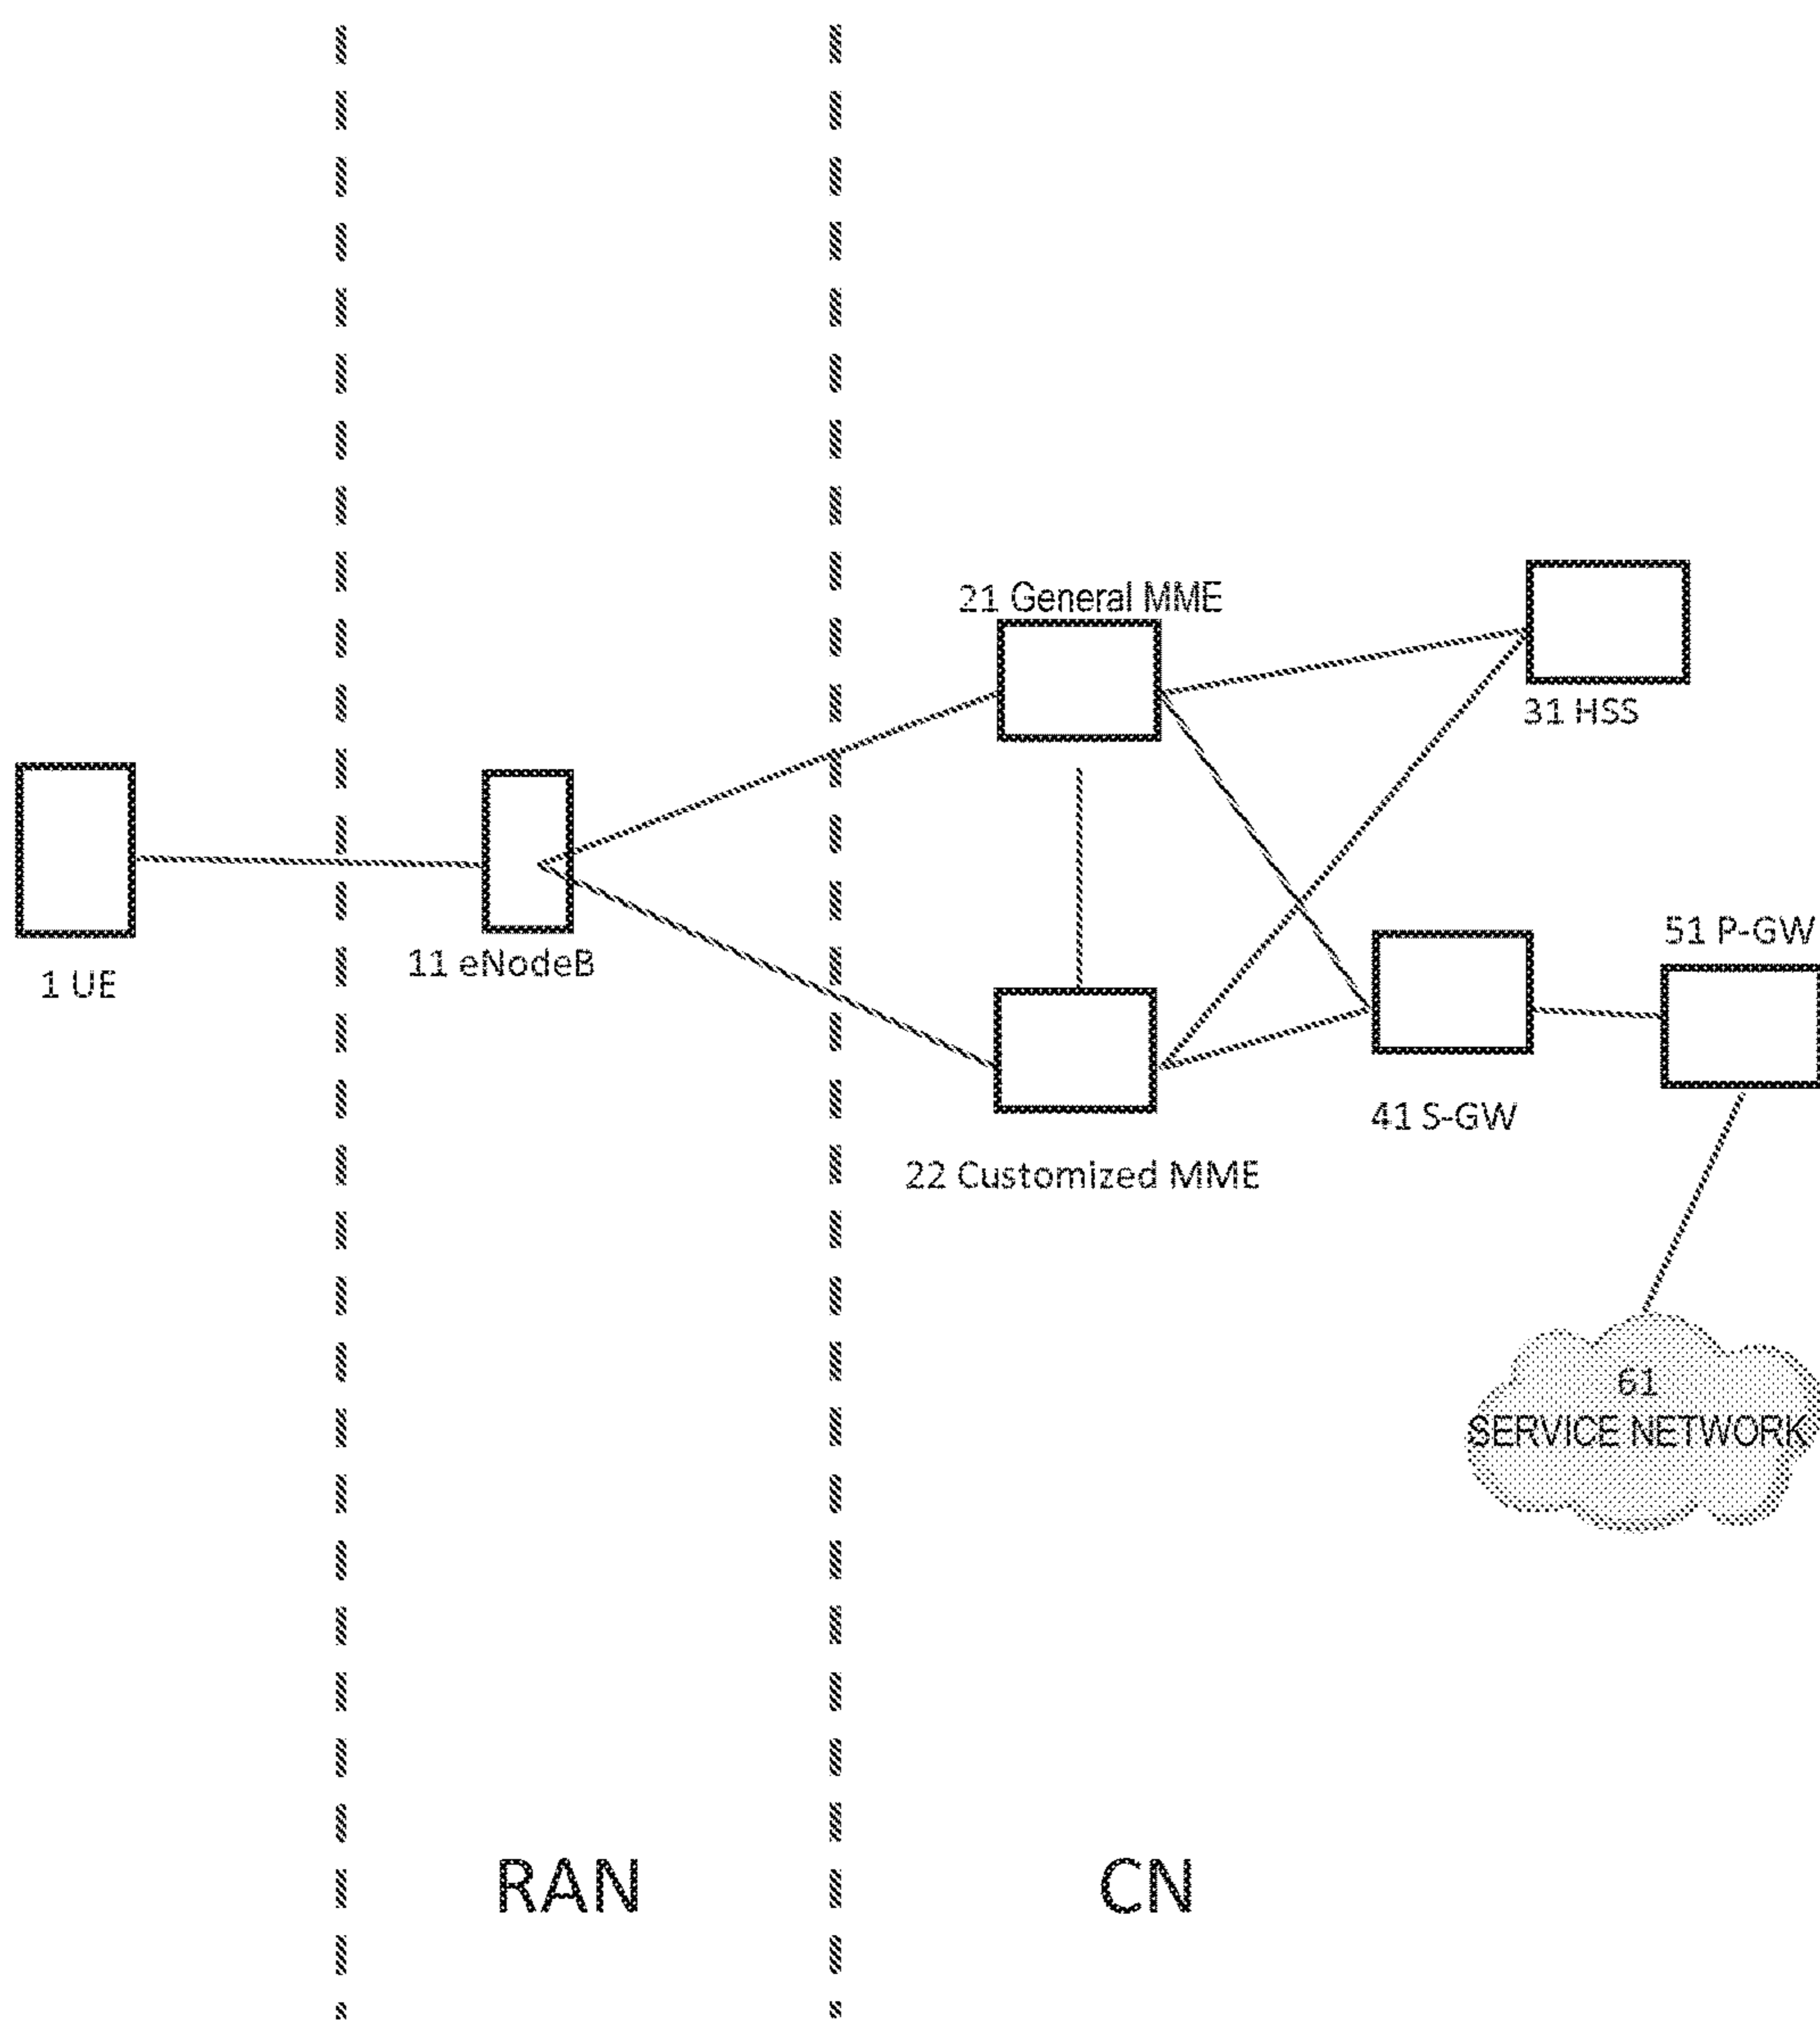 21 General MME
31 HSS
51 P-GW
11 eNodeB
1 UE
41 S-GW
22 Customized MME
61
SERVICE NETWORK
RAN
CN